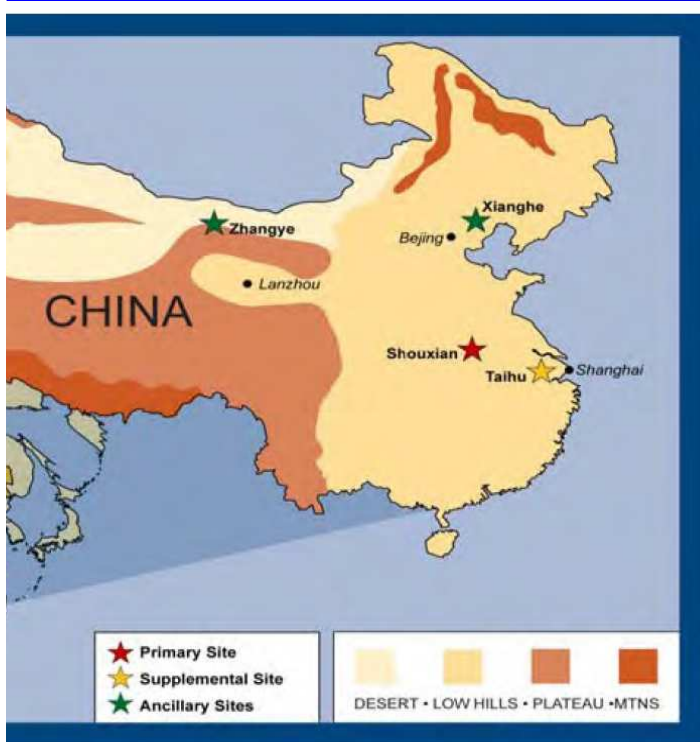 Xianghe
Zhangye
Bejing
Lanzhou
CHINA
Shouxian
Taihu
Shanghai
Primary Site
Supplemental Site
Ancillary Sites
DESERT • LOW HILLS • PLATEAU •MTNS